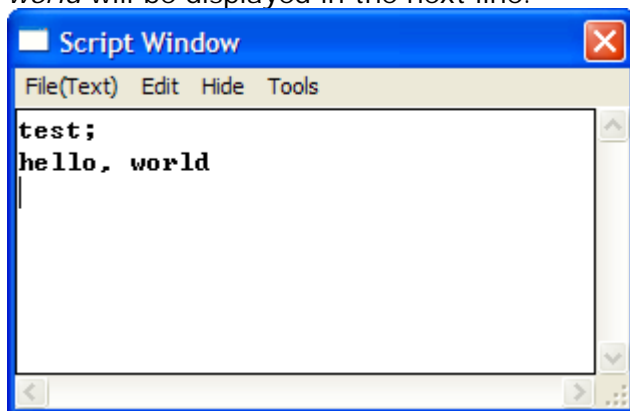 world will be displayed in the next line.
Script Window
File(Text) Edit Hide Tools
test;
hello, world